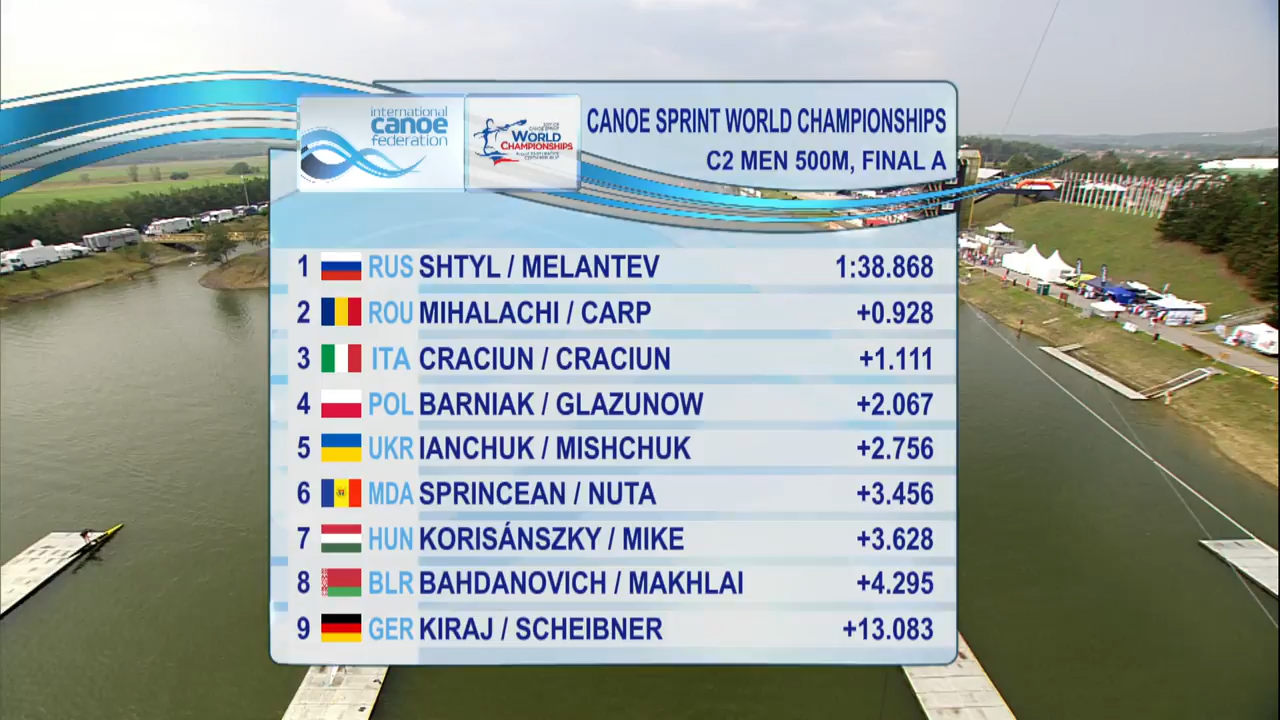 international
canoe
federation
CANOE SPRINT
WORLD
CHAMPIONSHIPS
CANOE SPRINT WORLD CHAMPIONSHIPS
C2 MEN 500M, FINAL A
1 RUS SHTYL / MELANTEV 1:38.868
2 ROU MIHALACHI / CARP +0.928
3 ITA CRACIUN / CRACIUN +1.111
4 POL BARNIAK / GLAZUNOW +2.067
5 UKR IANCHUK / MISHCHUK +2.756
6 MDA SPRINCEAN / NUTA +3.456
7 HUN KORISÁNSZKY / MIKE +3.628
8 BLR BAHDANOVICH / MAKHLAI +4.295
9 GER KIRAJ / SCHEIBNER +13.083